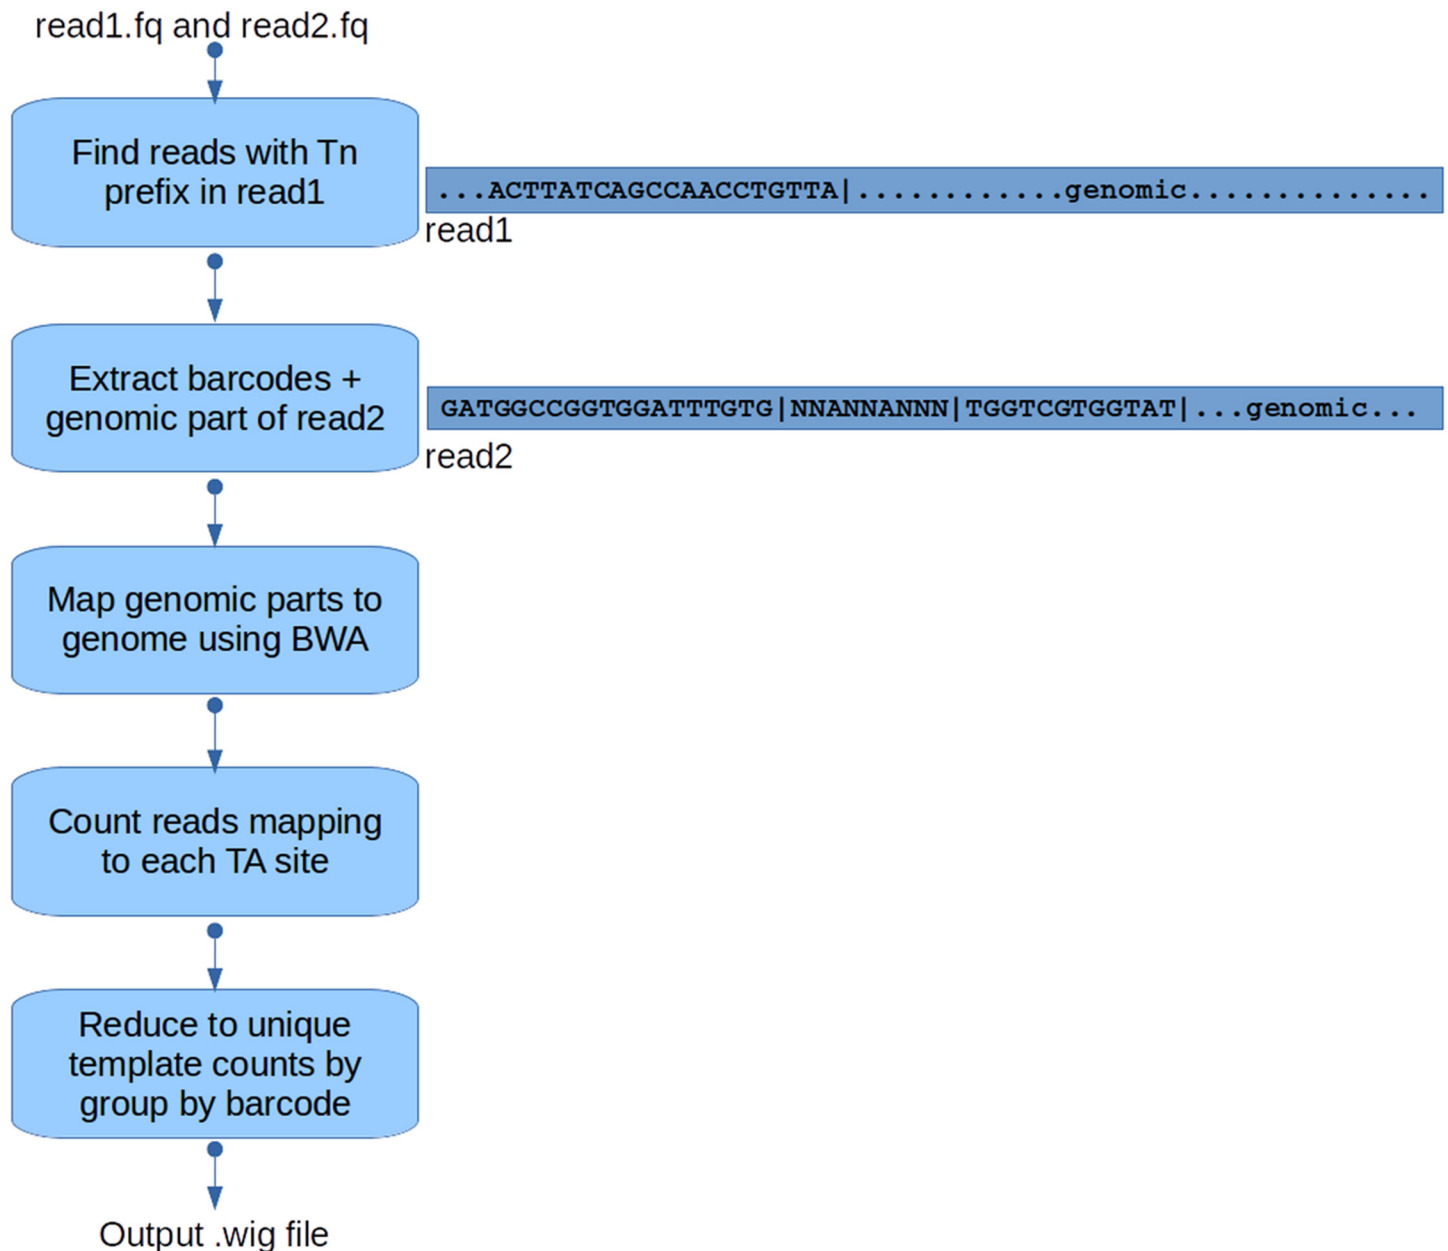 read1.fq and read2.fq
Find reads with Tn
prefix in read1
...ACTTATCAGCCAACCTGTTA|............genomic..............
read1
Extract barcodes +
genomic part of read2
GATGGCCGGTGGATTTGTG|NNANNANNN|TGGTCGTGGTAT|...genomic...
read2
Map genomic parts to
genome using BWA
Count reads mapping
to each TA site
Reduce to unique
template counts by
group by barcode
Output .wig file